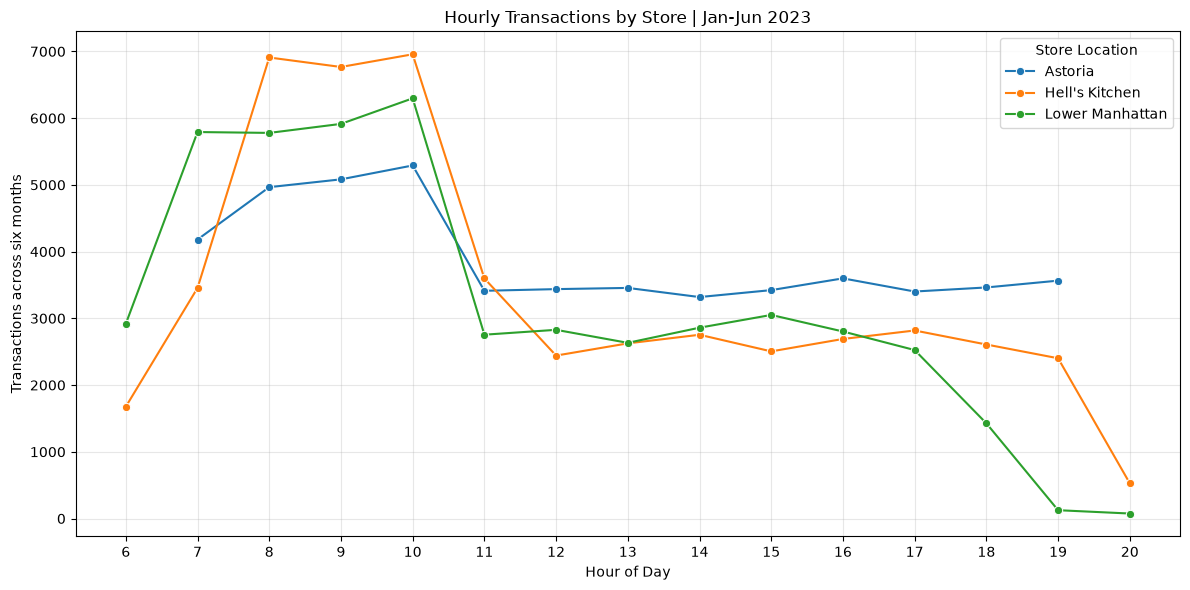 Hourly Transactions by Store | Jan-Jun 2023
Store Location
Astoria
Hell's Kitchen
Lower Manhattan
Transactions across six months
7000
6000
5000
4000
3000
2000
1000
0
6 7 8 9 10 11 12 13 14 15 16 17 18 19 20
Hour of Day